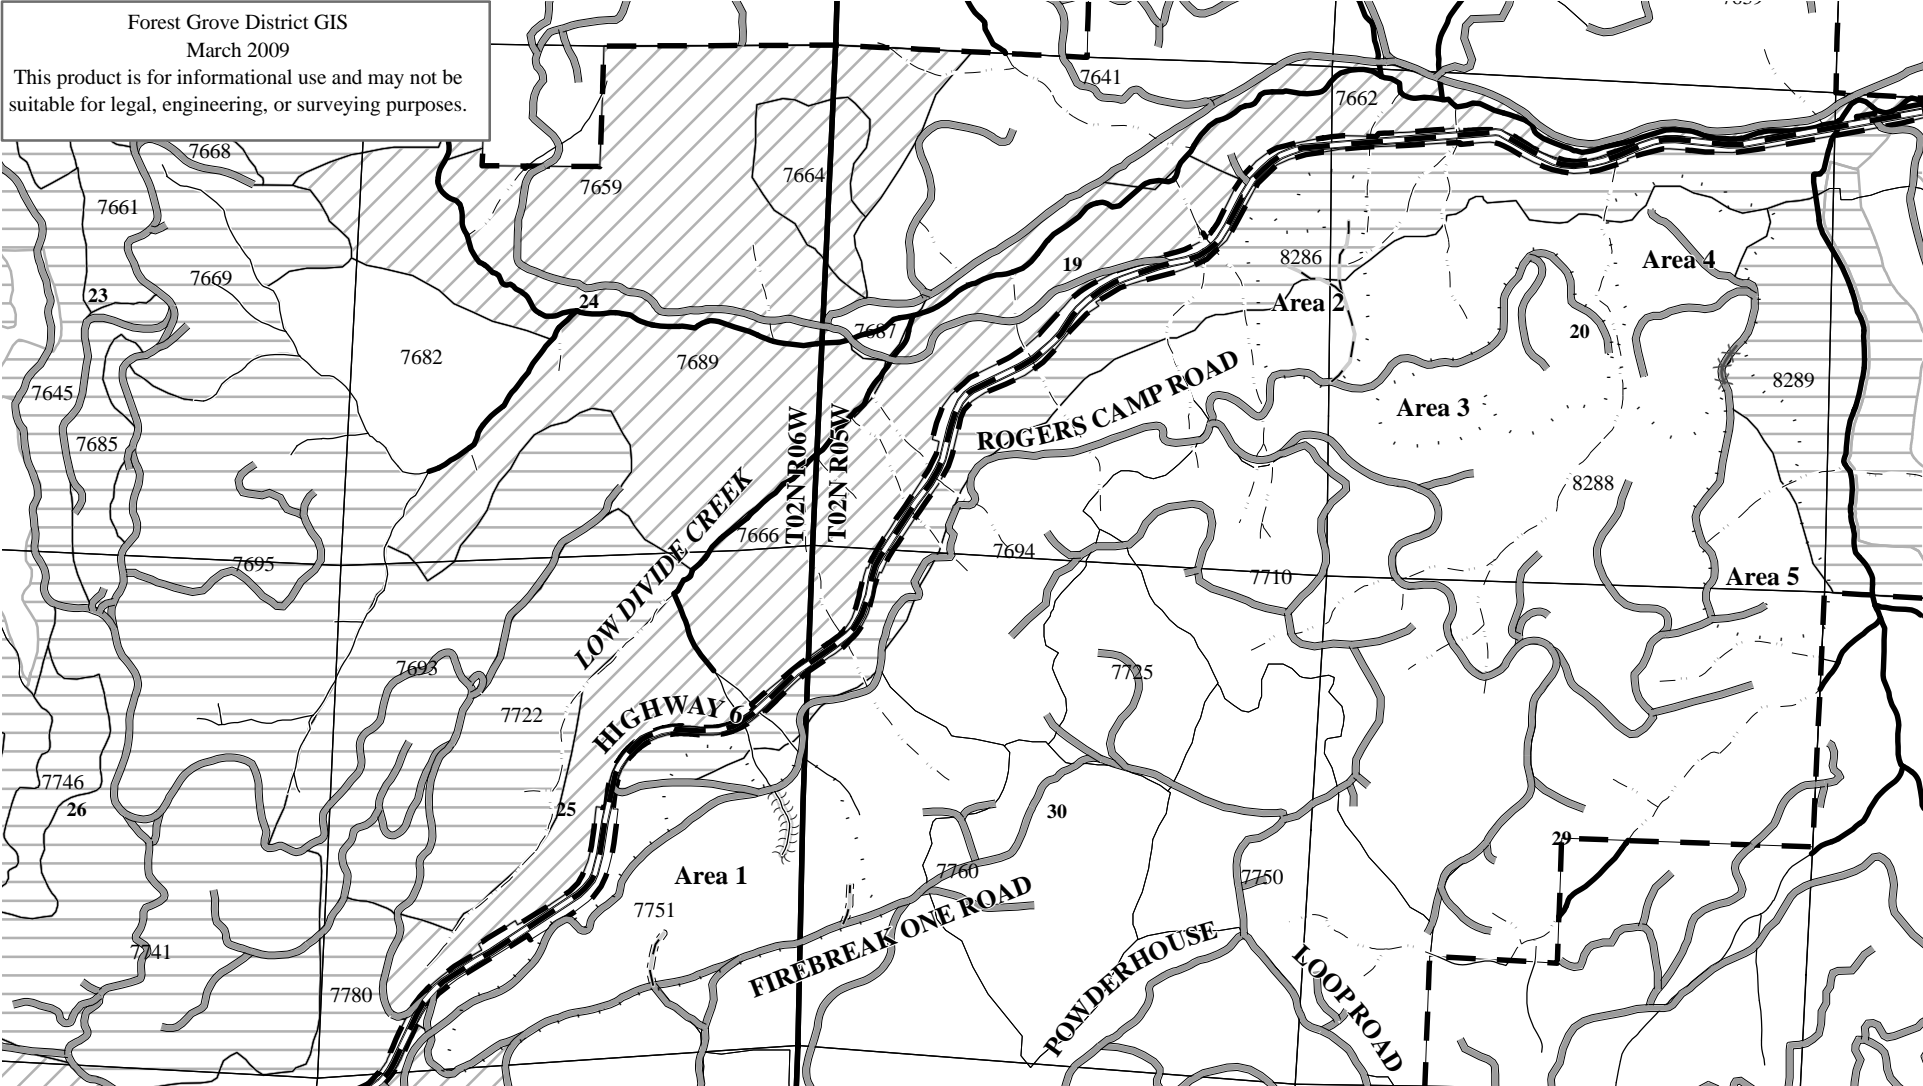 Forest Grove District GIS
March 2009
This product is for informational use and may not be
suitable for legal, engineering, or surveying purposes.
7641
7662
7668
7659
7664
7661
7669
23
24
19
8286
Area 2
Area 4
20
7687
7682
7689
7645
7685
8289
Area 3
ROGERS CAMP ROAD
T02N R06W
T02N R05W
8288
LOW DIVIDE CREEK
7666
7694
7695
7710
Area 5
7693
7725
7722
HIGHWAY 6
7746
26
25
30
29
Area 1
7760
7750
7751
FIREBREAK ONE ROAD
POWDERHOUSE
LOOP ROAD
7741
7780